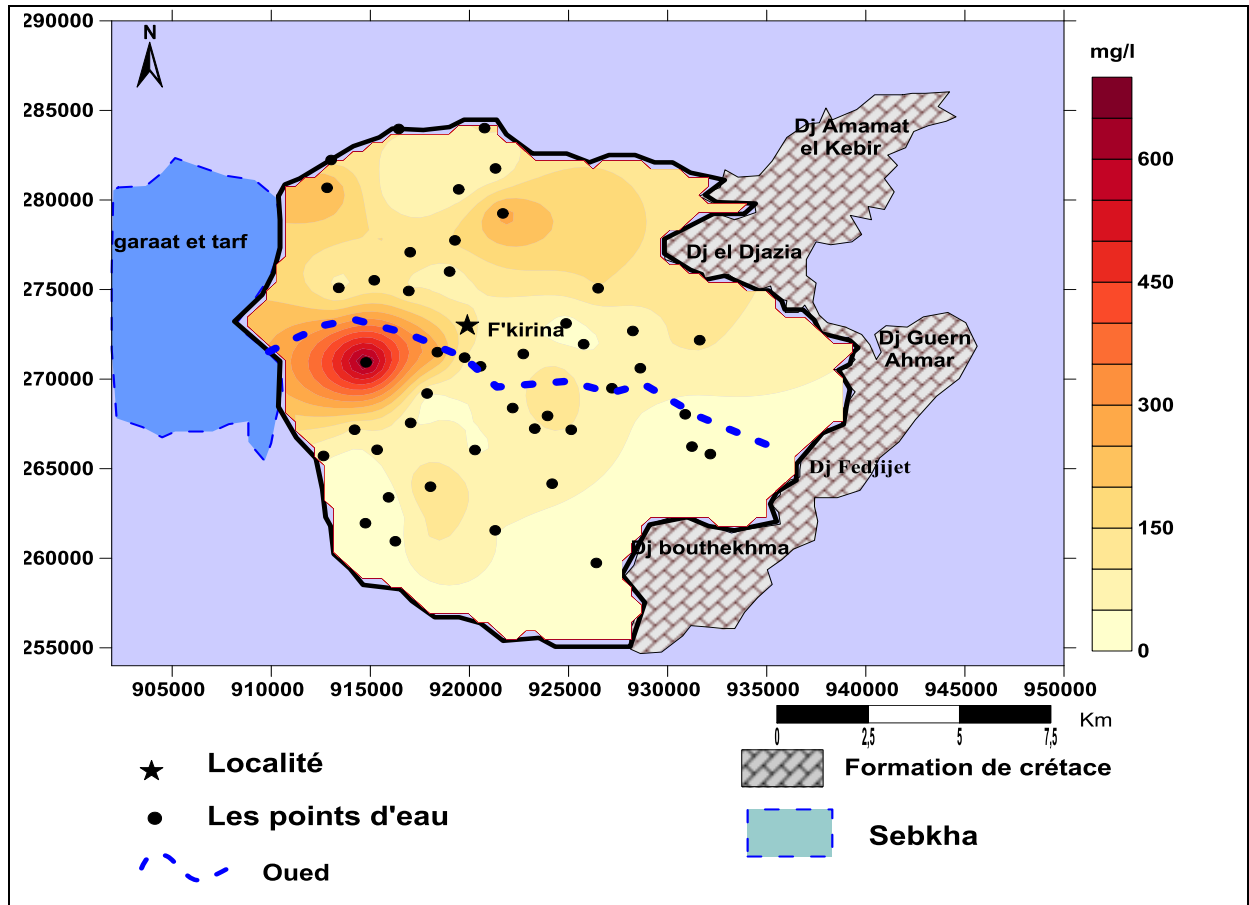 290000
285000
280000
275000
270000
265000
260000
255000
N
mg/l
600
450
300
150
0
Dj Amamat
el Kebir
garaat et tarf
Dj el Djazia
F'kirina
Dj Guern
Ahmar
Dj Fedjijet
Dj bouthekhma
905000 910000 915000 920000 925000 930000 935000 940000 945000 950000
0 2,5 5 7,5 Km
Localité
Les points d'eau
Oued
Formation de crétace
Sebkha